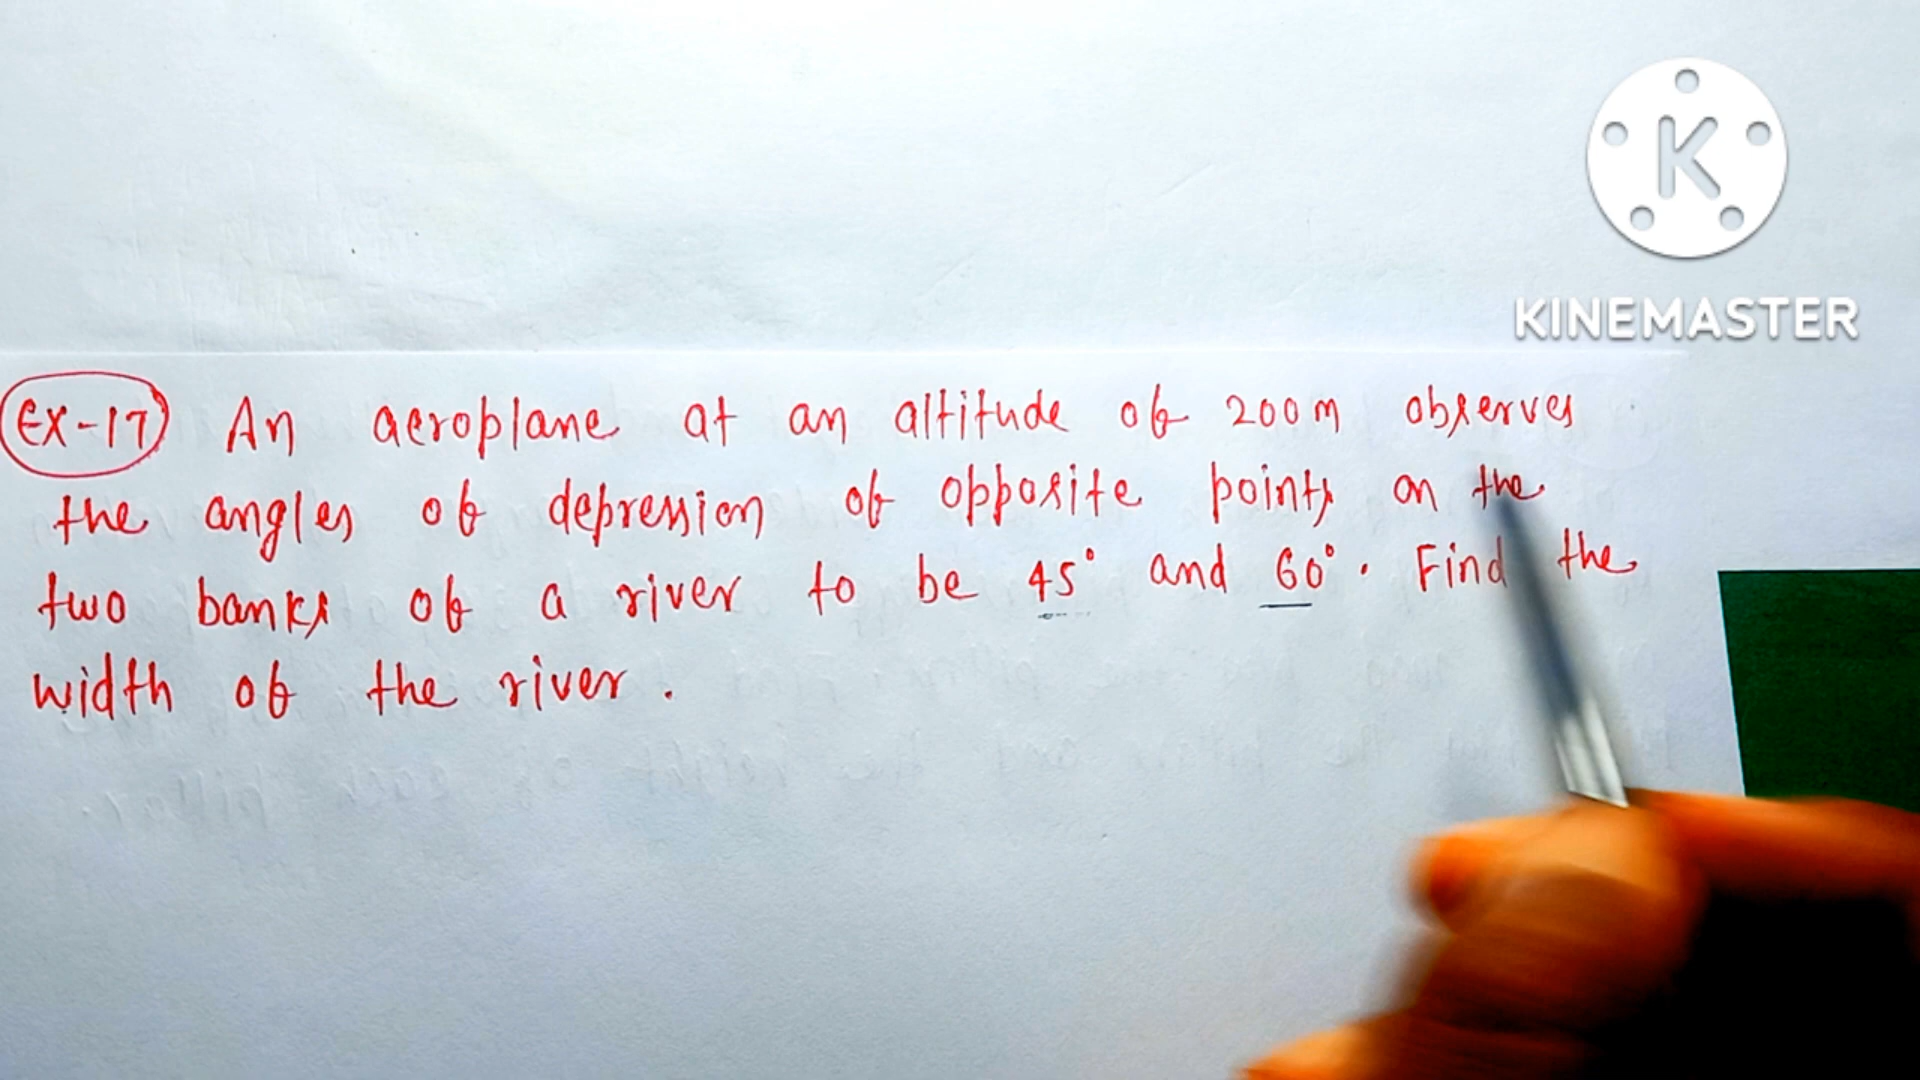 K
KINEMASTER
Ex-17 An aeroplane at an altitude of 200m observes
the angles of depression of opposite points on the
two banks of a river to be 45° and 60°. Find the
width of the river.